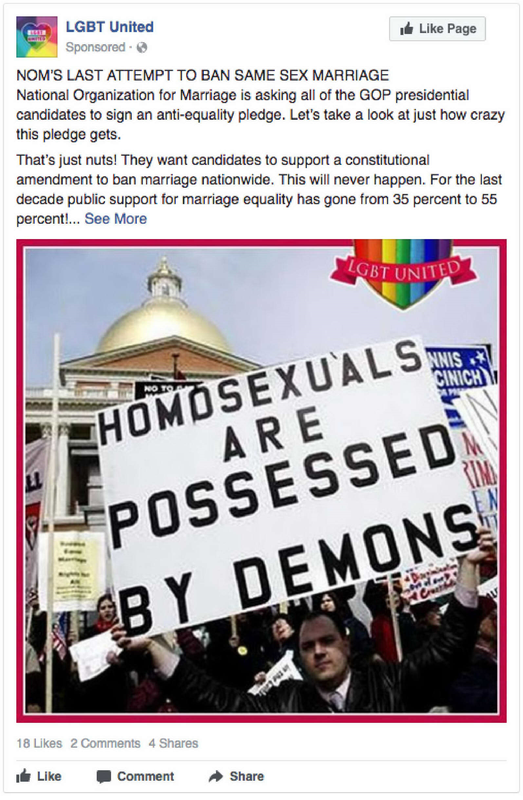 LGBT United
Sponsored ·
Like Page
NOM'S LAST ATTEMPT TO BAN SAME SEX MARRIAGE
National Organization for Marriage is asking all of the GOP presidential
candidates to sign an anti-equality pledge. Let's take a look at just how crazy
this pledge gets.
That's just nuts! They want candidates to support a constitutional
amendment to ban marriage nationwide. This will never happen. For the last
decade public support for marriage equality has gone from 35 percent to 55
percent!... See More
LGBT UNITED
NO TO
HOMOSEXUALS
ARE
POSSESSED
BY DEMONS
NNIS
CINICH
18 Likes 2 Comments 4 Shares
Like Comment Share